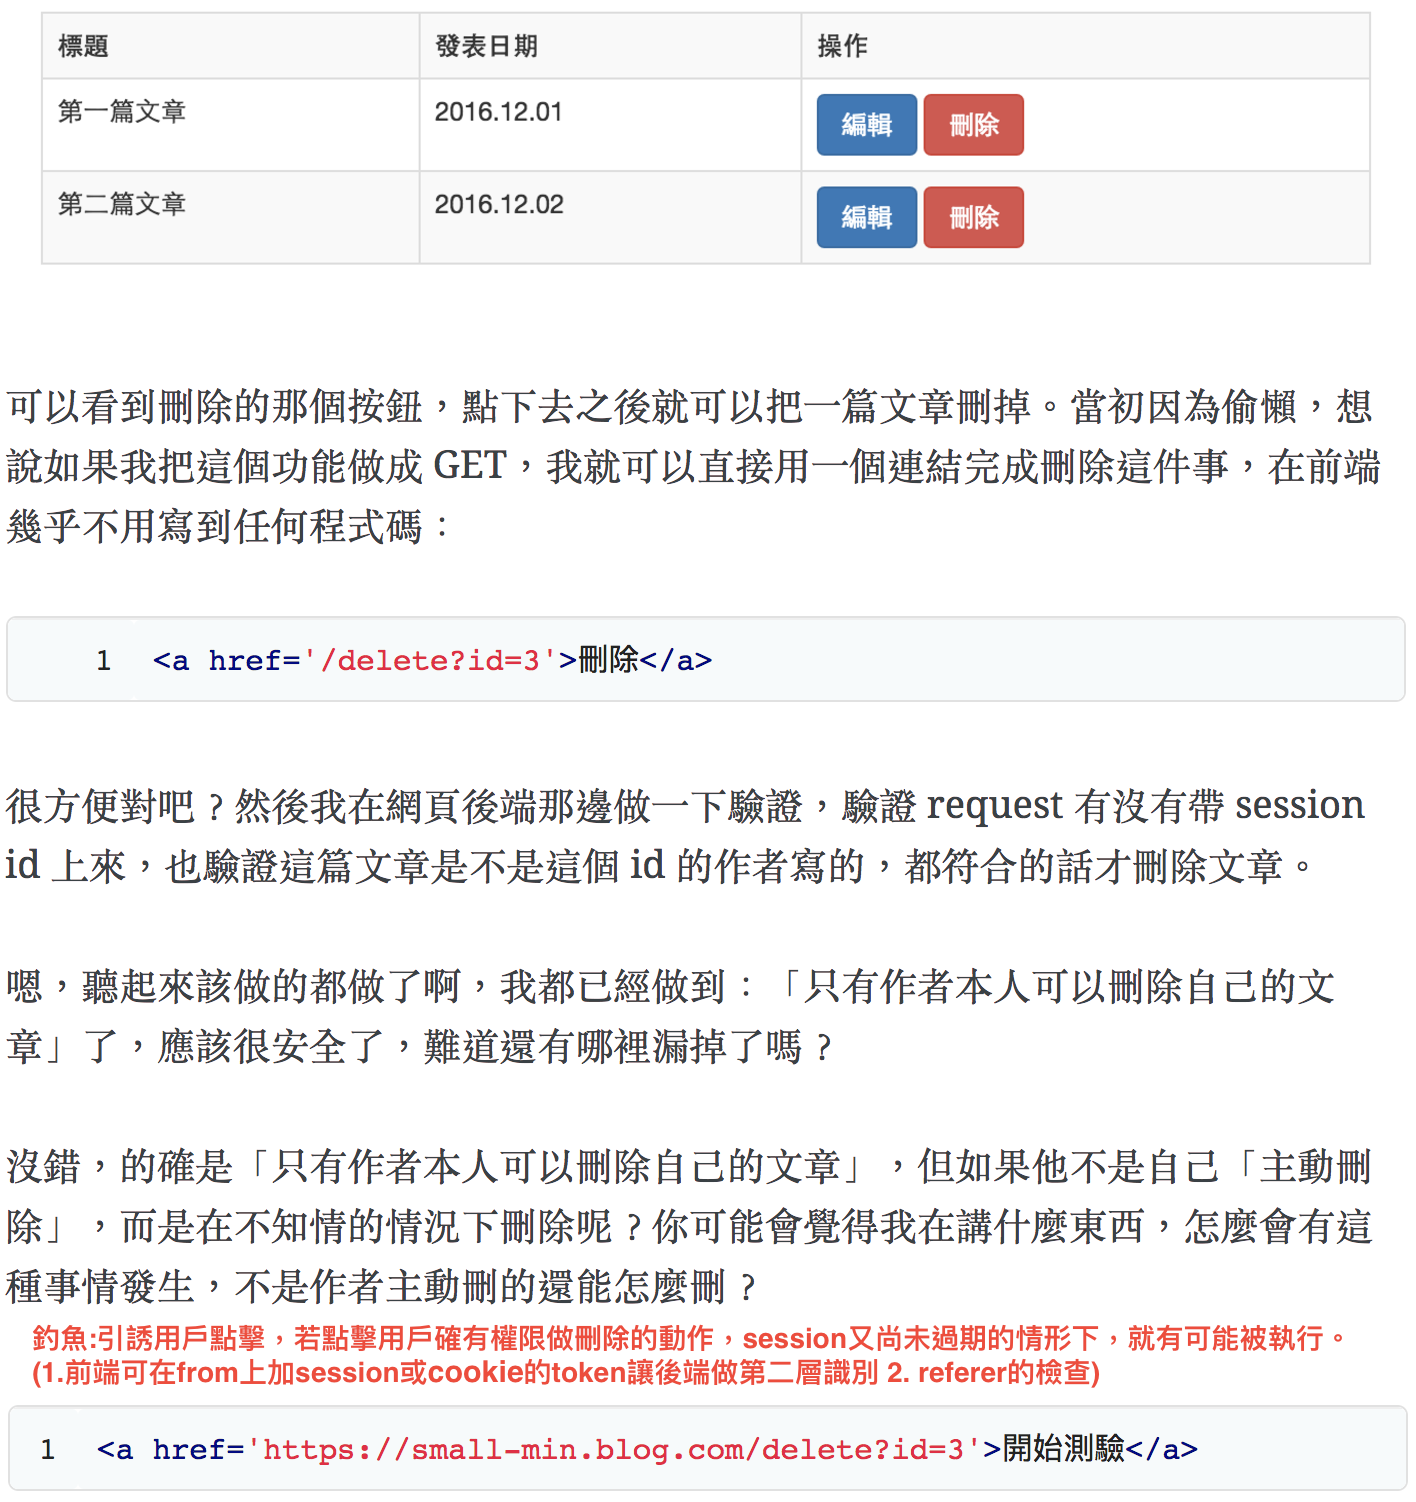 標題 發表日期 操作
第一篇文章 2016.12.01 編輯 刪除
第二篇文章 2016.12.02 編輯 刪除
可以看到刪除的那個按鈕，點下去之後就可以把一篇文章刪掉。當初因為偷懶，想
說如果我把這個功能做成 GET，我就可以直接用一個連結完成刪除這件事，在前端
幾乎不用寫到任何程式碼：
1 <a href='/delete?id=3'>刪除</a>
很方便對吧？然後我在網頁後端那邊做一下驗證，驗證 request 有沒有帶 session
id 上來，也驗證這篇文章是不是這個 id 的作者寫的，都符合的話才刪除文章。
嗯，聽起來該做的都做了啊，我都已經做到：「只有作者本人可以刪除自己的文
章」了，應該很安全了，難道還有哪裡漏掉了嗎？
沒錯，的確是「只有作者本人可以刪除自己的文章」，但如果他不是自己「主動刪
除」，而是在不知情的情況下刪除呢？你可能會覺得我在講什麼東西，怎麼會有這
種事情發生，不是作者主動刪的還能怎麼刪？
釣魚:引誘用戶點擊，若點擊用戶確有權限做刪除的動作，session又尚未過期的情形下，就有可能被執行。
(1.前端可在from上加session或cookie的token讓後端做第二層識別 2. referer的檢查)
1 <a href='https://small-min.blog.com/delete?id=3'>開始測驗</a>